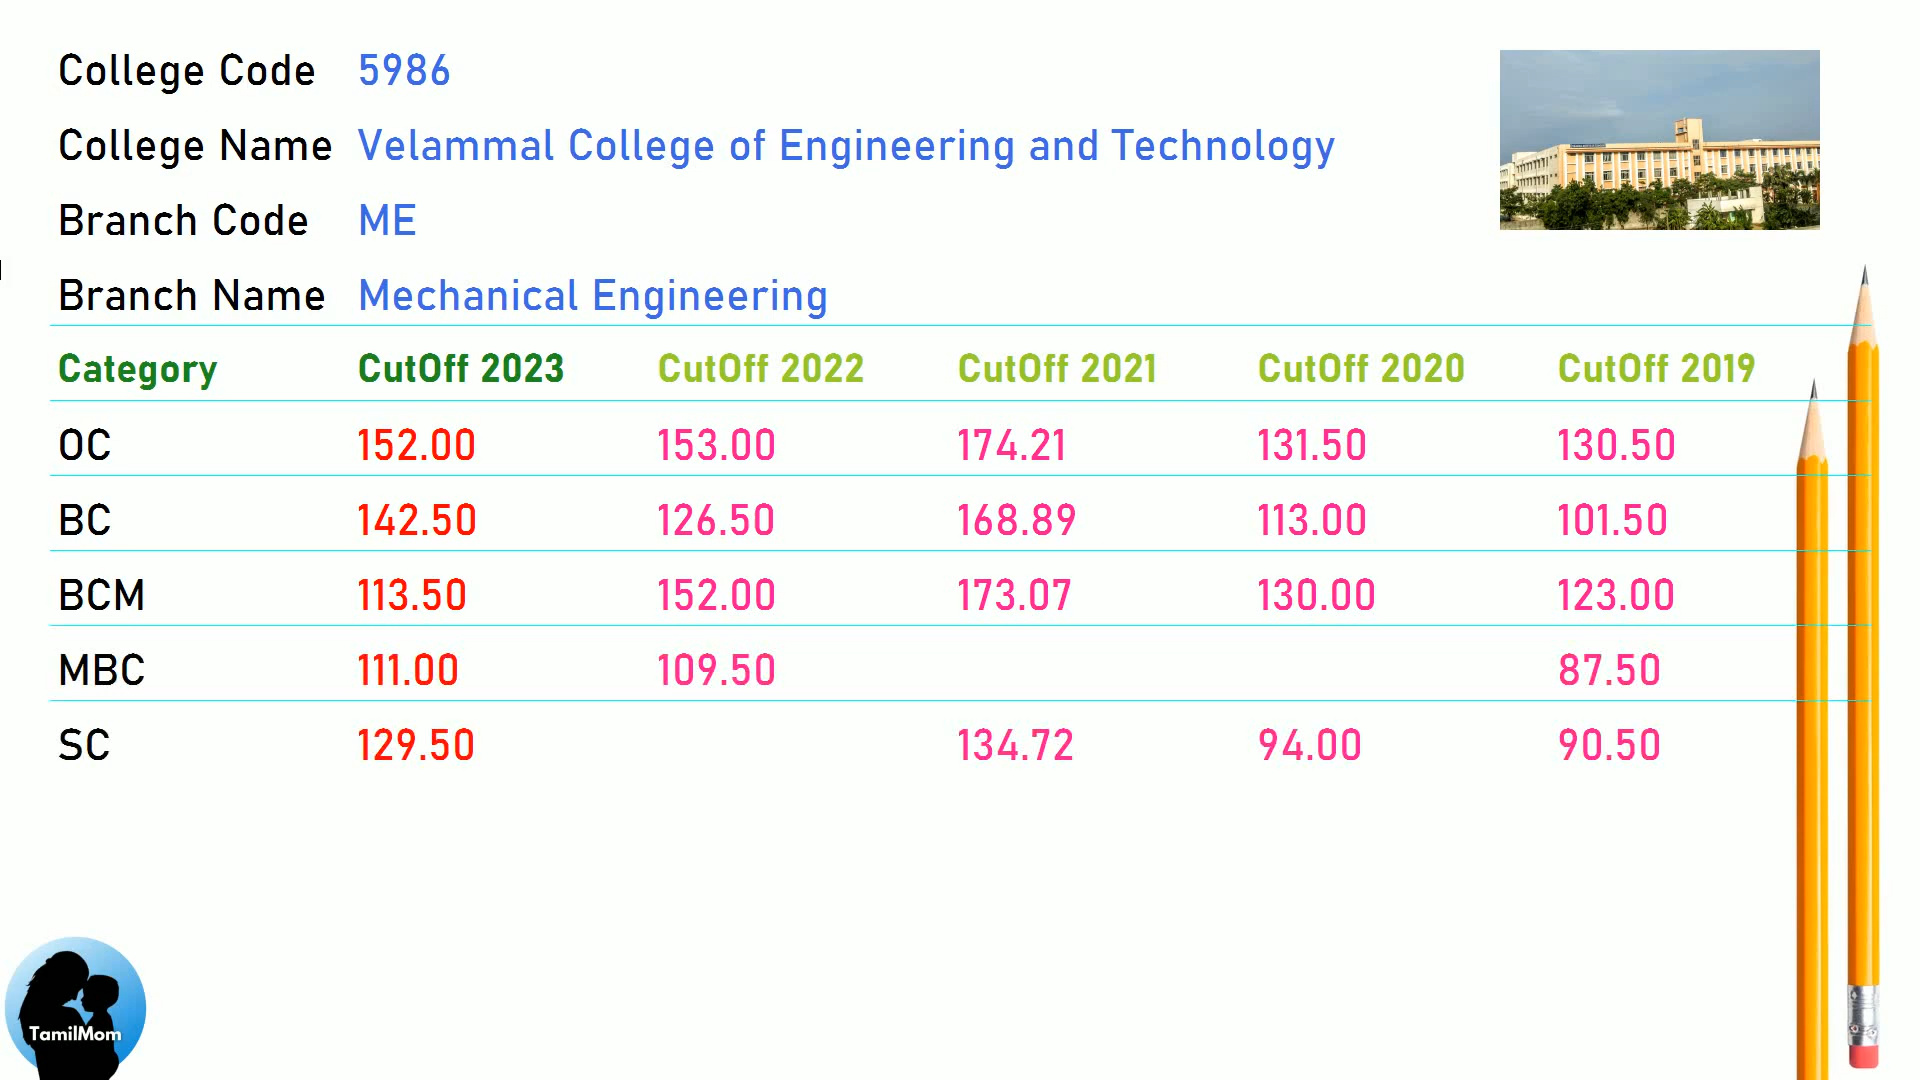 College Code 5986
College Name Velammal College of Engineering and Technology
Branch Code ME
Branch Name Mechanical Engineering
Category CutOff 2023 CutOff 2022 CutOff 2021 CutOff 2020 CutOff 2019
OC 152.00 153.00 174.21 131.50 130.50
BC 142.50 126.50 168.89 113.00 101.50
BCM 113.50 152.00 173.07 130.00 123.00
MBC 111.00 109.50 87.50
SC 129.50 134.72 94.00 90.50
TamilMom